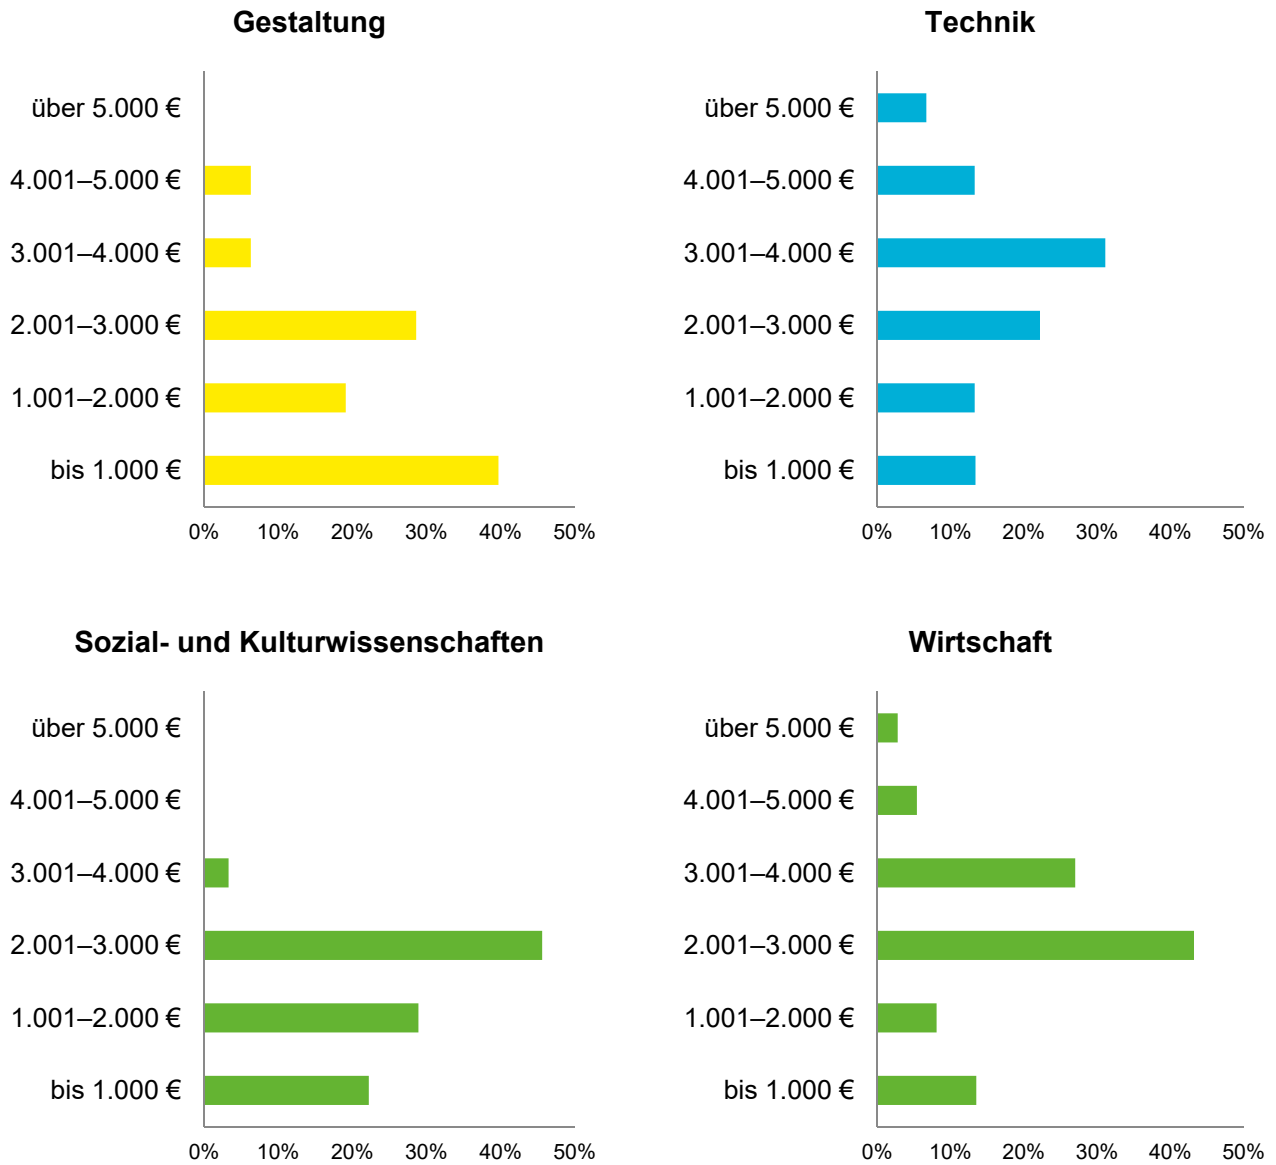 Gestaltung
über 5.000 €
4.001–5.000 €
3.001–4.000 €
2.001–3.000 €
1.001–2.000 €
bis 1.000 €
0% 10% 20% 30% 40% 50%
Technik
über 5.000 €
4.001–5.000 €
3.001–4.000 €
2.001–3.000 €
1.001–2.000 €
bis 1.000 €
0% 10% 20% 30% 40% 50%
Sozial- und Kulturwissenschaften
über 5.000 €
4.001–5.000 €
3.001–4.000 €
2.001–3.000 €
1.001–2.000 €
bis 1.000 €
0% 10% 20% 30% 40% 50%
Wirtschaft
über 5.000 €
4.001–5.000 €
3.001–4.000 €
2.001–3.000 €
1.001–2.000 €
bis 1.000 €
0% 10% 20% 30% 40% 50%